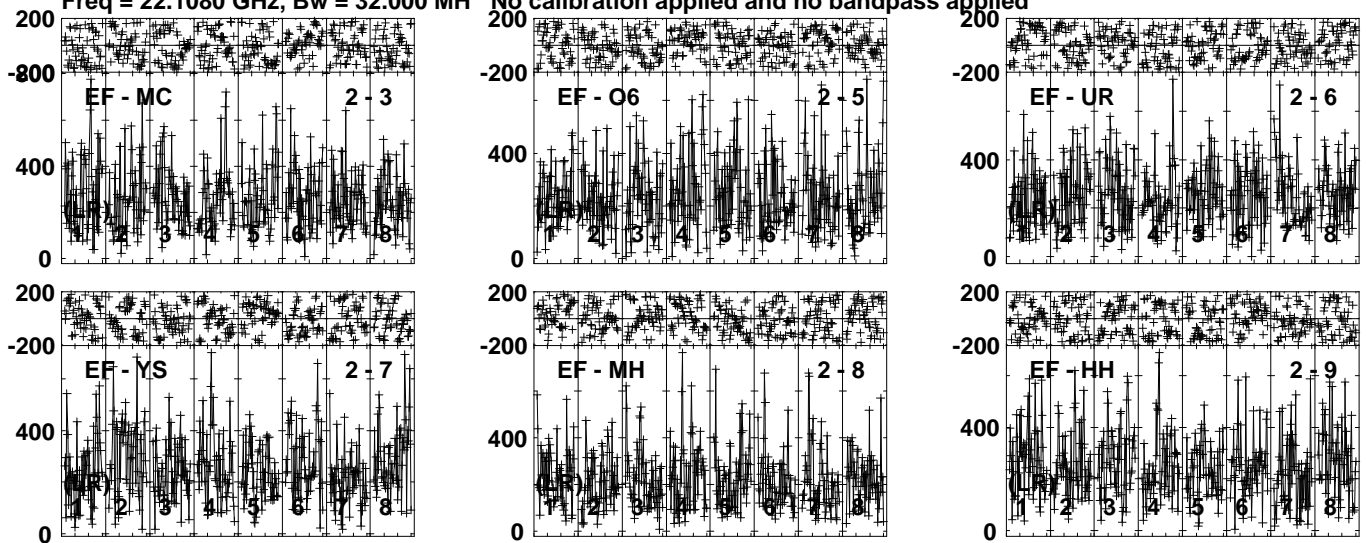 Freq = 22.1080 GHz, Bw = 32.000 MH No calibration applied and no bandpass applied
200 200 200
-200 -200 -200
800
EF - MC 2 - 3 EF - O6 2 - 5 EF - UR 2 - 6
400 400 400
(LR) (LR) (LR)
1 2 3 4 5 6 7 8 1 2 3 4 5 6 7 8 1 2 3 4 5 6 7 8
0 0 0
200 200 200
-200 -200 -200
EF - YS 2 - 7 EF - MH 2 - 8 EF - HH 2 - 9
400 400 400
(LR) (LR) (LR)
1 2 3 4 5 6 7 8 1 2 3 4 5 6 7 8 1 2 3 4 5 6 7 8
0 0 0